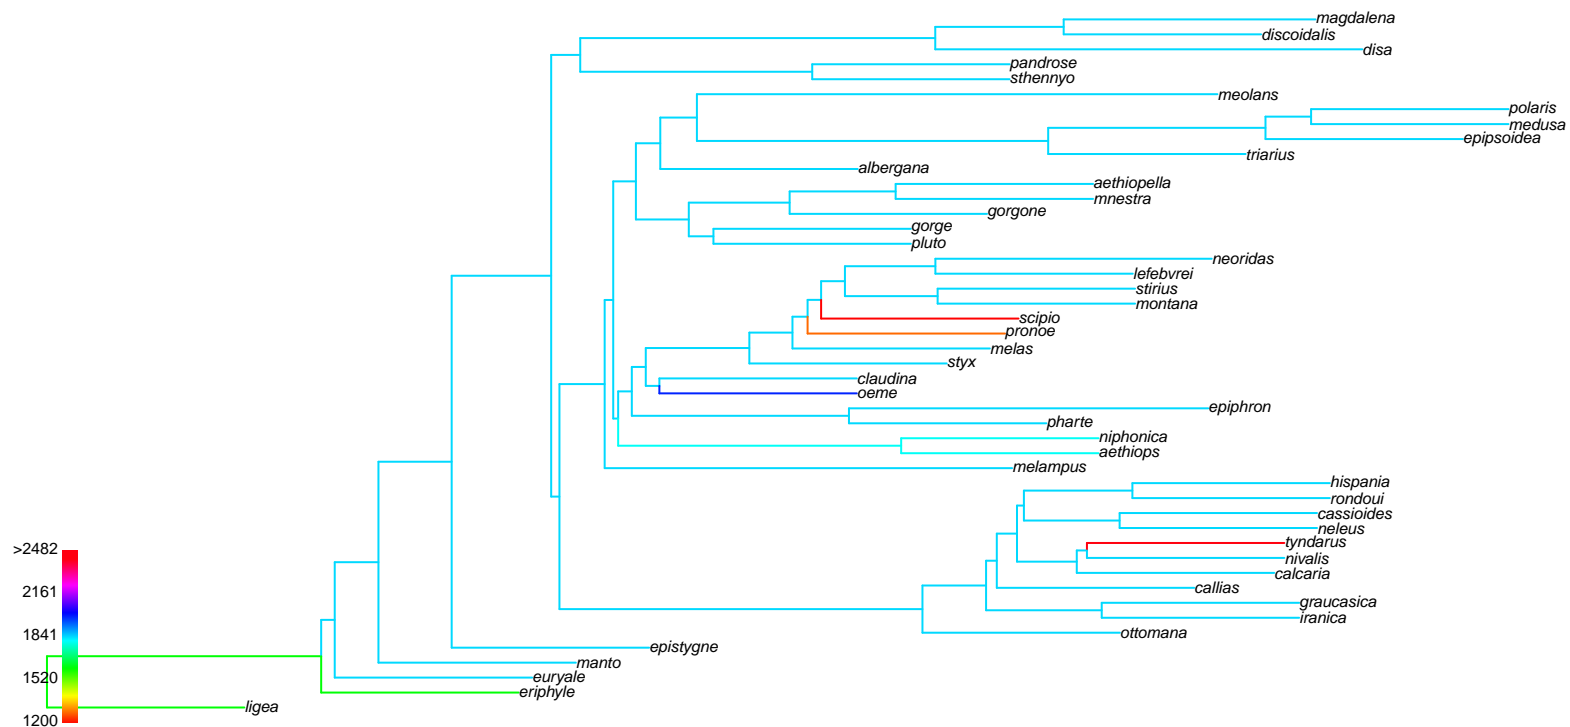 magdalena
discoidalis
disa
pandrose
sthennyo
meolans
polaris
medusa
epipsoidea
triarius
albergana
aethiopella
mnestra
gorgone
gorge
pluto
neoridas
lefebvrei
stirius
montana
scipio
pronoe
melas
styx
claudina
oeme
epiphron
pharte
niphonica
aethiops
melampus
hispania
rondoui
cassioides
neleus
tyndarus
nivalis
calcaria
callias
graucasica
iranica
ottomana
epistygne
manto
euryale
eriphyle
ligea
>2482
2161
1841
1520
1200